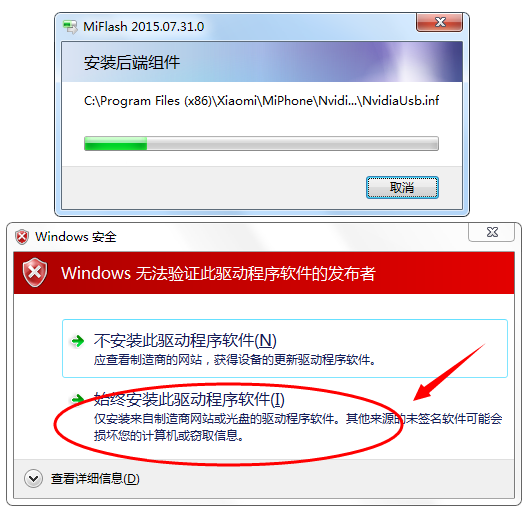 MiFlash 2015.07.31.0
安装后端组件
C:\Program Files (x86)\Xiaomi\MiPhone\Nvidi...\NvidiaUsb.inf
取消
Windows 安全
Windows 无法验证此驱动程序软件的发布者
不安装此驱动程序软件(N)
应查看制造商的网站，获得设备的更新驱动程序软件。
始终安装此驱动程序软件(I)
仅安装来自制造商网站或光盘的驱动程序软件。其他来源的未签名软件可能会
损坏您的计算机或窃取信息。
查看详细信息(D)